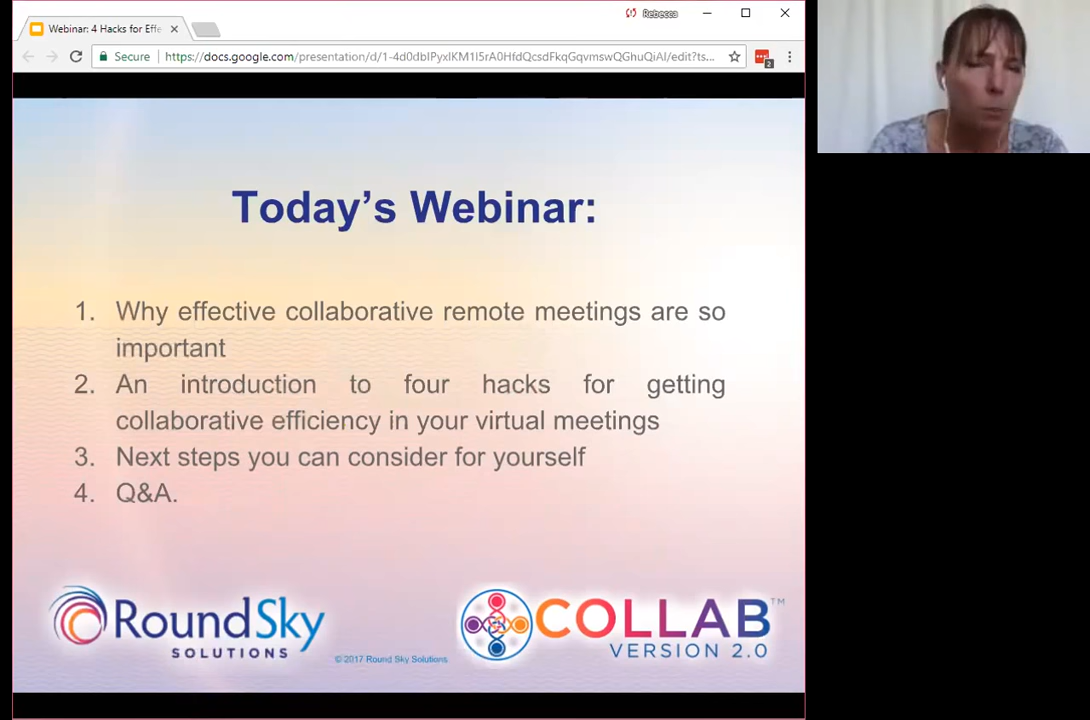 Webinar: 4 Hacks for Effe
Rebecca
Secure
https://docs.google.com/presentation/d/1-4d0dbIPyxlKM1I5rA0HfdQcsdFkqGqvmswQGhuQiAI/edit?ts...
2
Today's Webinar:
1. Why effective collaborative remote meetings are so
important
2. An introduction to four hacks for getting
collaborative efficiency in your virtual meetings
3. Next steps you can consider for yourself
4. Q&A.
RoundSky
SOLUTIONS
© 2017 Round Sky Solutions
COLLAB™
VERSION 2.0